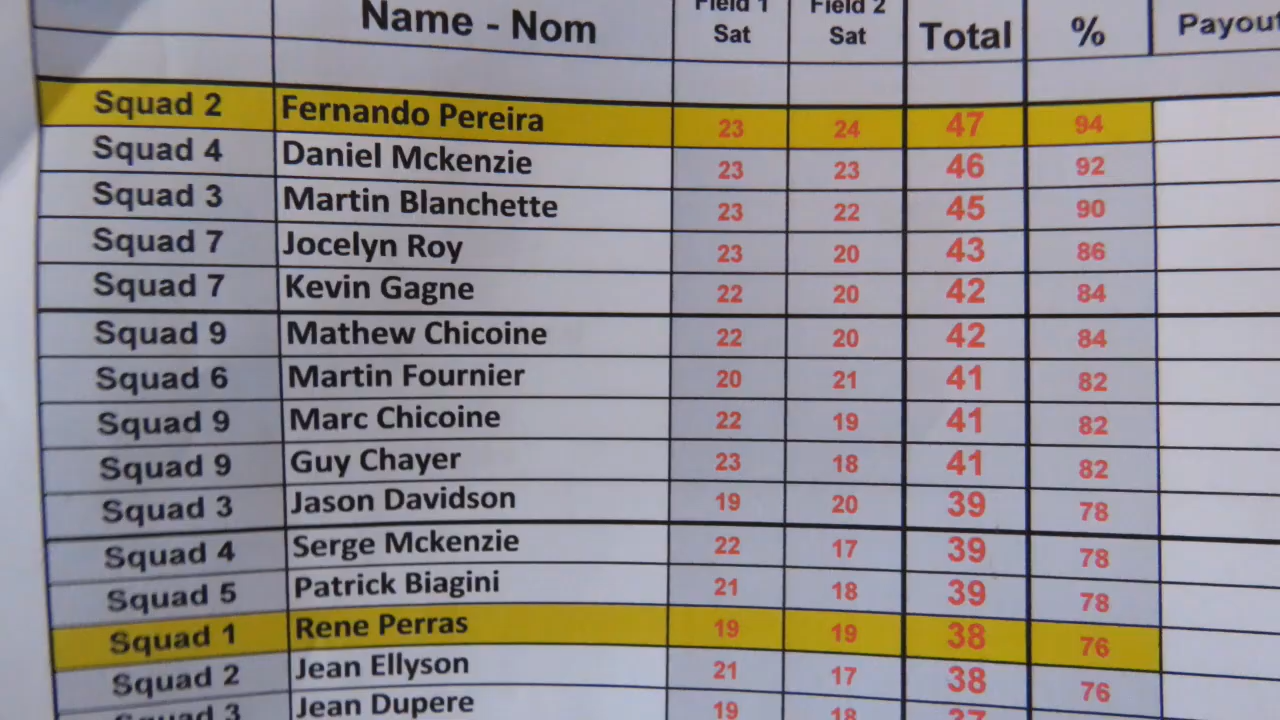 Name - Nom Field 1 Sat Field 2 Sat Total % Payout
Squad 2 Fernando Pereira 23 24 47 94
Squad 4 Daniel Mckenzie 23 23 46 92
Squad 3 Martin Blanchette 23 22 45 90
Squad 7 Jocelyn Roy 23 20 43 86
Squad 7 Kevin Gagne 22 20 42 84
Squad 9 Mathew Chicoine 22 20 42 84
Squad 6 Martin Fournier 20 21 41 82
Squad 9 Marc Chicoine 22 19 41 82
Squad 9 Guy Chayer 23 18 41 82
Squad 3 Jason Davidson 19 20 39 78
Squad 4 Serge Mckenzie 22 17 39 78
Squad 5 Patrick Biagini 21 18 39 78
Squad 1 Rene Perras 19 19 38 76
Squad 2 Jean Ellyson 21 17 38 76
Squad 3 Jean Dupere 19 18 37